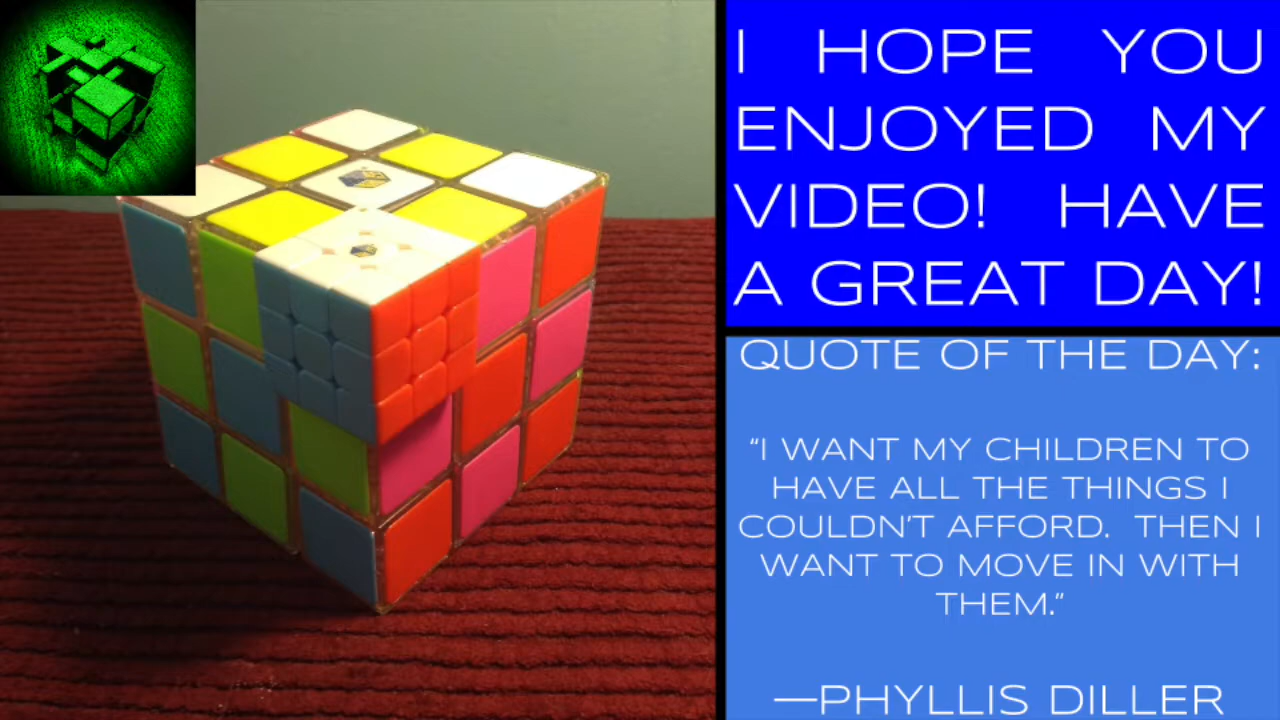 I HOPE YOU
ENJOYED MY
VIDEO! HAVE
A GREAT DAY!
QUOTE OF THE DAY:
“I WANT MY CHILDREN TO
HAVE ALL THE THINGS I
COULDN'T AFFORD. THEN I
WANT TO MOVE IN WITH
THEM.”
—PHYLLIS DILLER